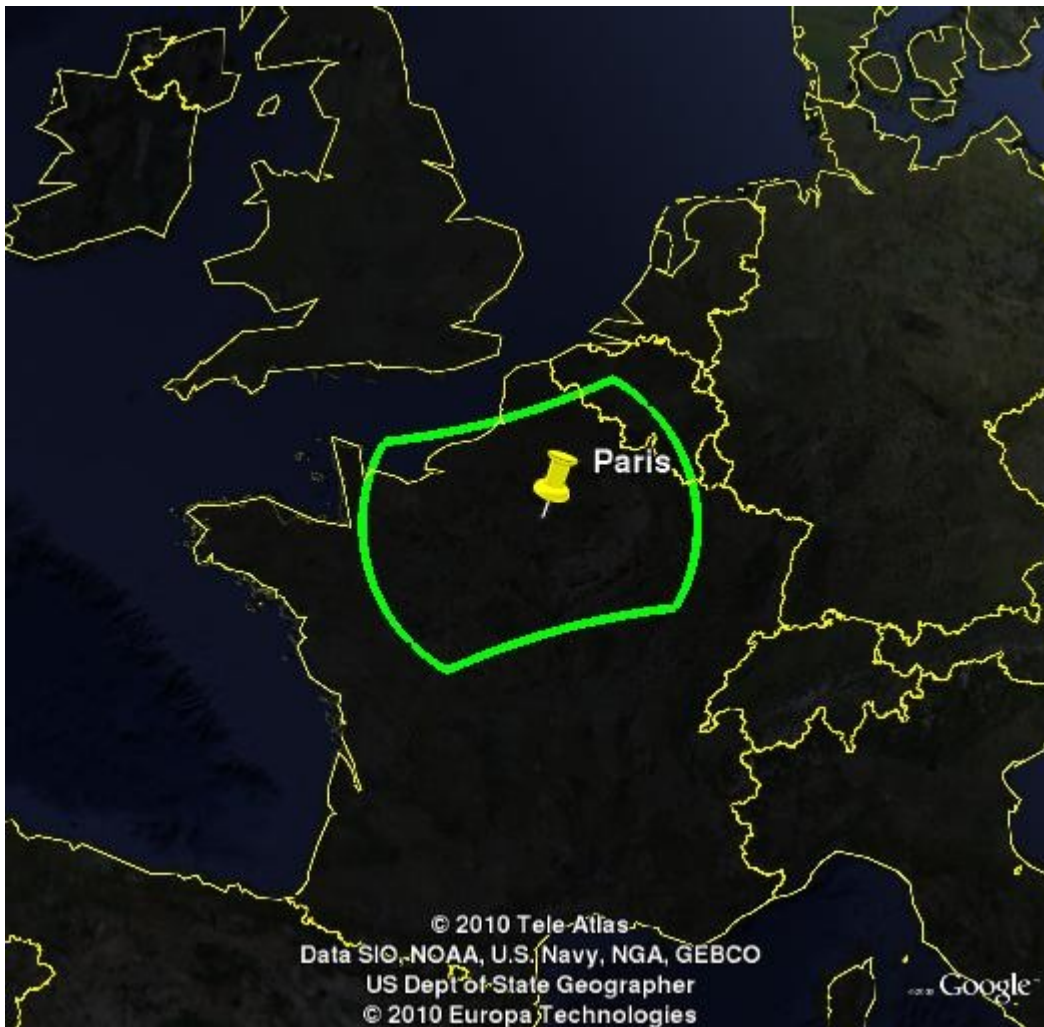 Paris
© 2010 Tele Atlas
Data SIO, NOAA, U.S. Navy, NGA, GEBCO
US Dept of State Geographer
© 2010 Europa Technologies
Google